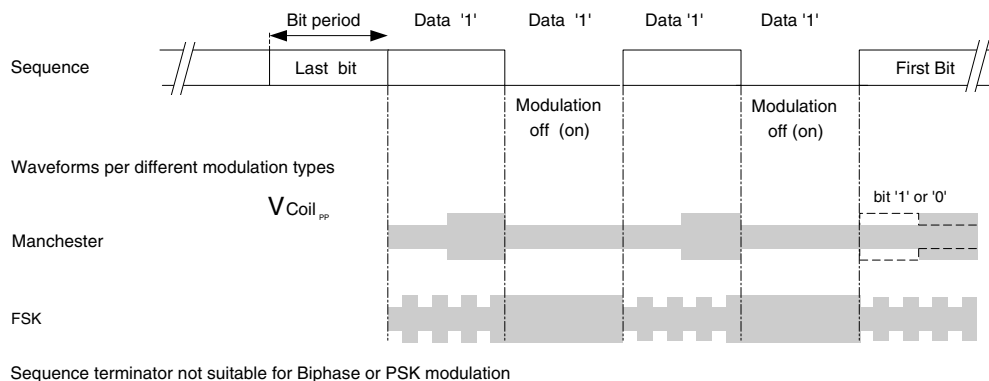 Bit period Data '1' Data '1' Data '1' Data '1'
Sequence Last bit First Bit
Modulation off (on) Modulation off (on)
Waveforms per different modulation types
VCoil PP bit '1' or '0'
Manchester
FSK
Sequence terminator not suitable for Biphase or PSK modulation